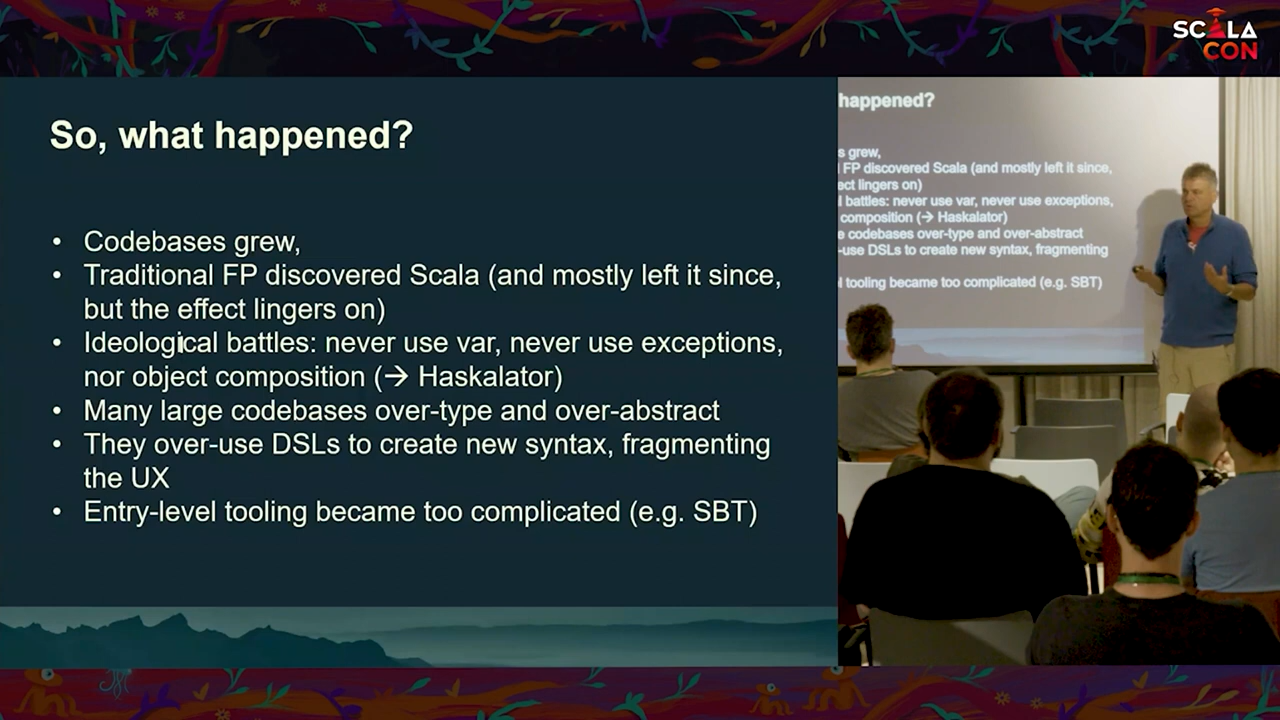 SCALA
CON
So, what happened?
• Codebases grew,
• Traditional FP discovered Scala (and mostly left it since,
but the effect lingers on)
• Ideological battles: never use var, never use exceptions,
nor object composition (→ Haskalator)
• Many large codebases over-type and over-abstract
• They over-use DSLs to create new syntax, fragmenting
the UX
• Entry-level tooling became too complicated (e.g. SBT)
happened?
s grew,
FP discovered Scala (and mostly left it since,
ect lingers on)
l battles: never use var, never use exceptions,
composition (→ Haskalator)
e codebases over-type and over-abstract
-use DSLs to create new syntax, fragmenting
l tooling became too complicated (e.g. SBT)